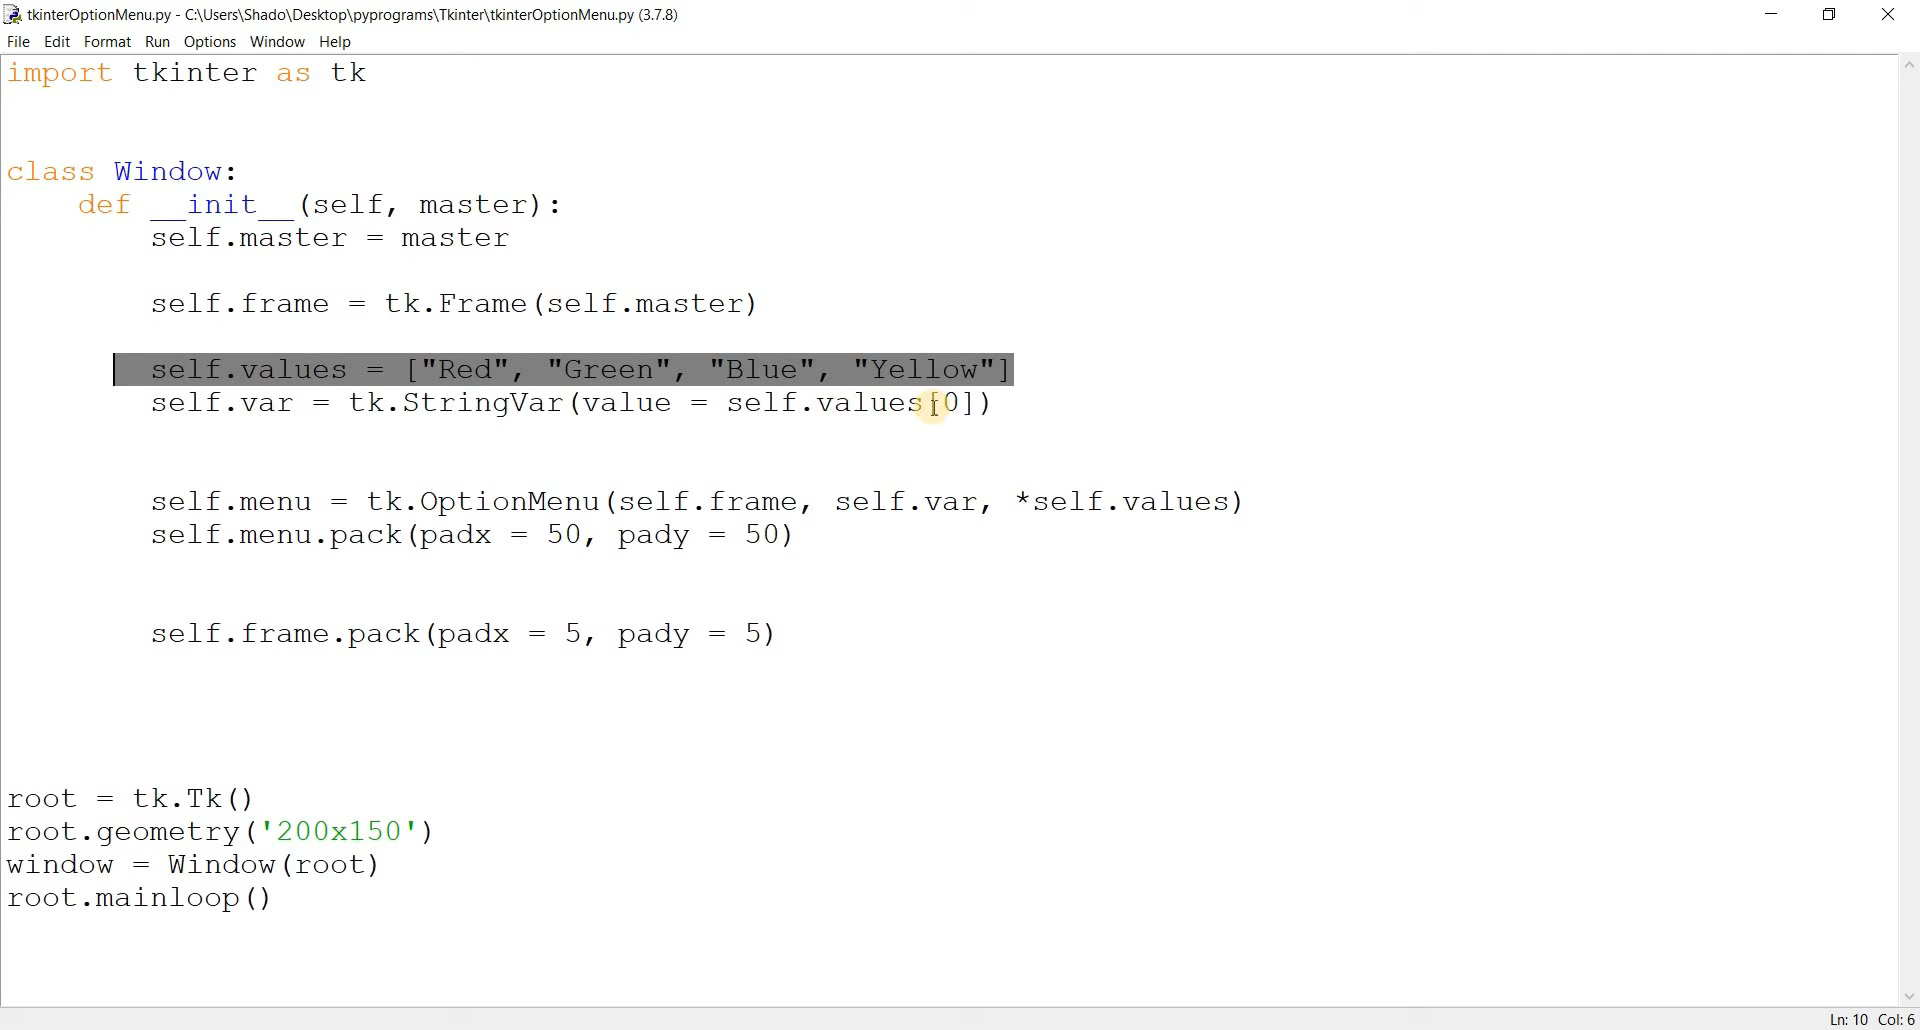 tkinterOptionMenu.py - C:\Users\Shado\Desktop\pyprograms\Tkinter\tkinterOptionMenu.py (3.7.8)
File Edit Format Run Options Window Help
import tkinter as tk
class Window:
    def __init__(self, master):
        self.master = master
        self.frame = tk.Frame(self.master)
        self.values = ["Red", "Green", "Blue", "Yellow"]
        self.var = tk.StringVar(value = self.values[0])
        self.menu = tk.OptionMenu(self.frame, self.var, *self.values)
        self.menu.pack(padx = 50, pady = 50)
        self.frame.pack(padx = 5, pady = 5)
root = tk.Tk()
root.geometry('200x150')
window = Window(root)
root.mainloop()
Ln: 10 Col: 6